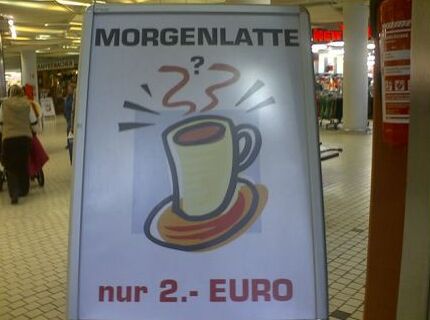 MORGENLATTE
?
nur 2.- EURO